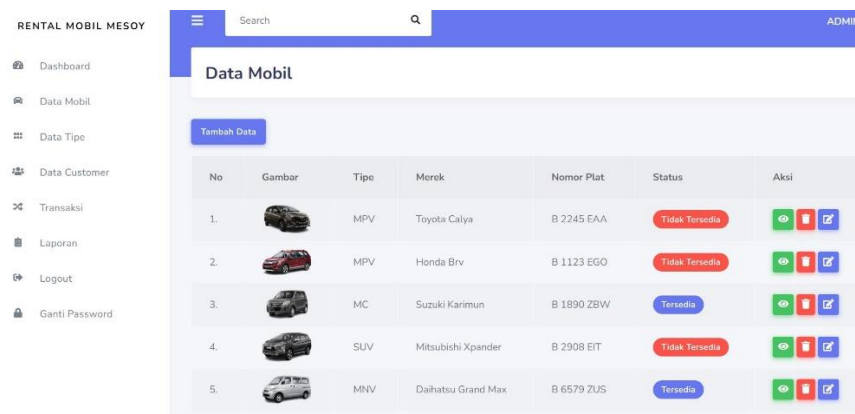 RENTAL MOBIL MESOY
Dashboard
Data Mobil
Data Tipe
Data Customer
Transaksi
Laporan
Logout
Ganti Password
Search
Data Mobil
Tambah Data
No Gambar Tipe Merek Nomor Plat Status Aksi
1. MPV Toyota Calya B 2245 EAA Tidak Tersedia
2. MPV Honda Brv B 1123 EGO Tidak Tersedia
3. MC Suzuki Karimun B 1890 ZBW Tersedia
4. SUV Mitsubishi Xpander B 2908 EIT Tidak Tersedia
5. MNV Daihatsu Grand Max B 6579 ZUS Tersedia